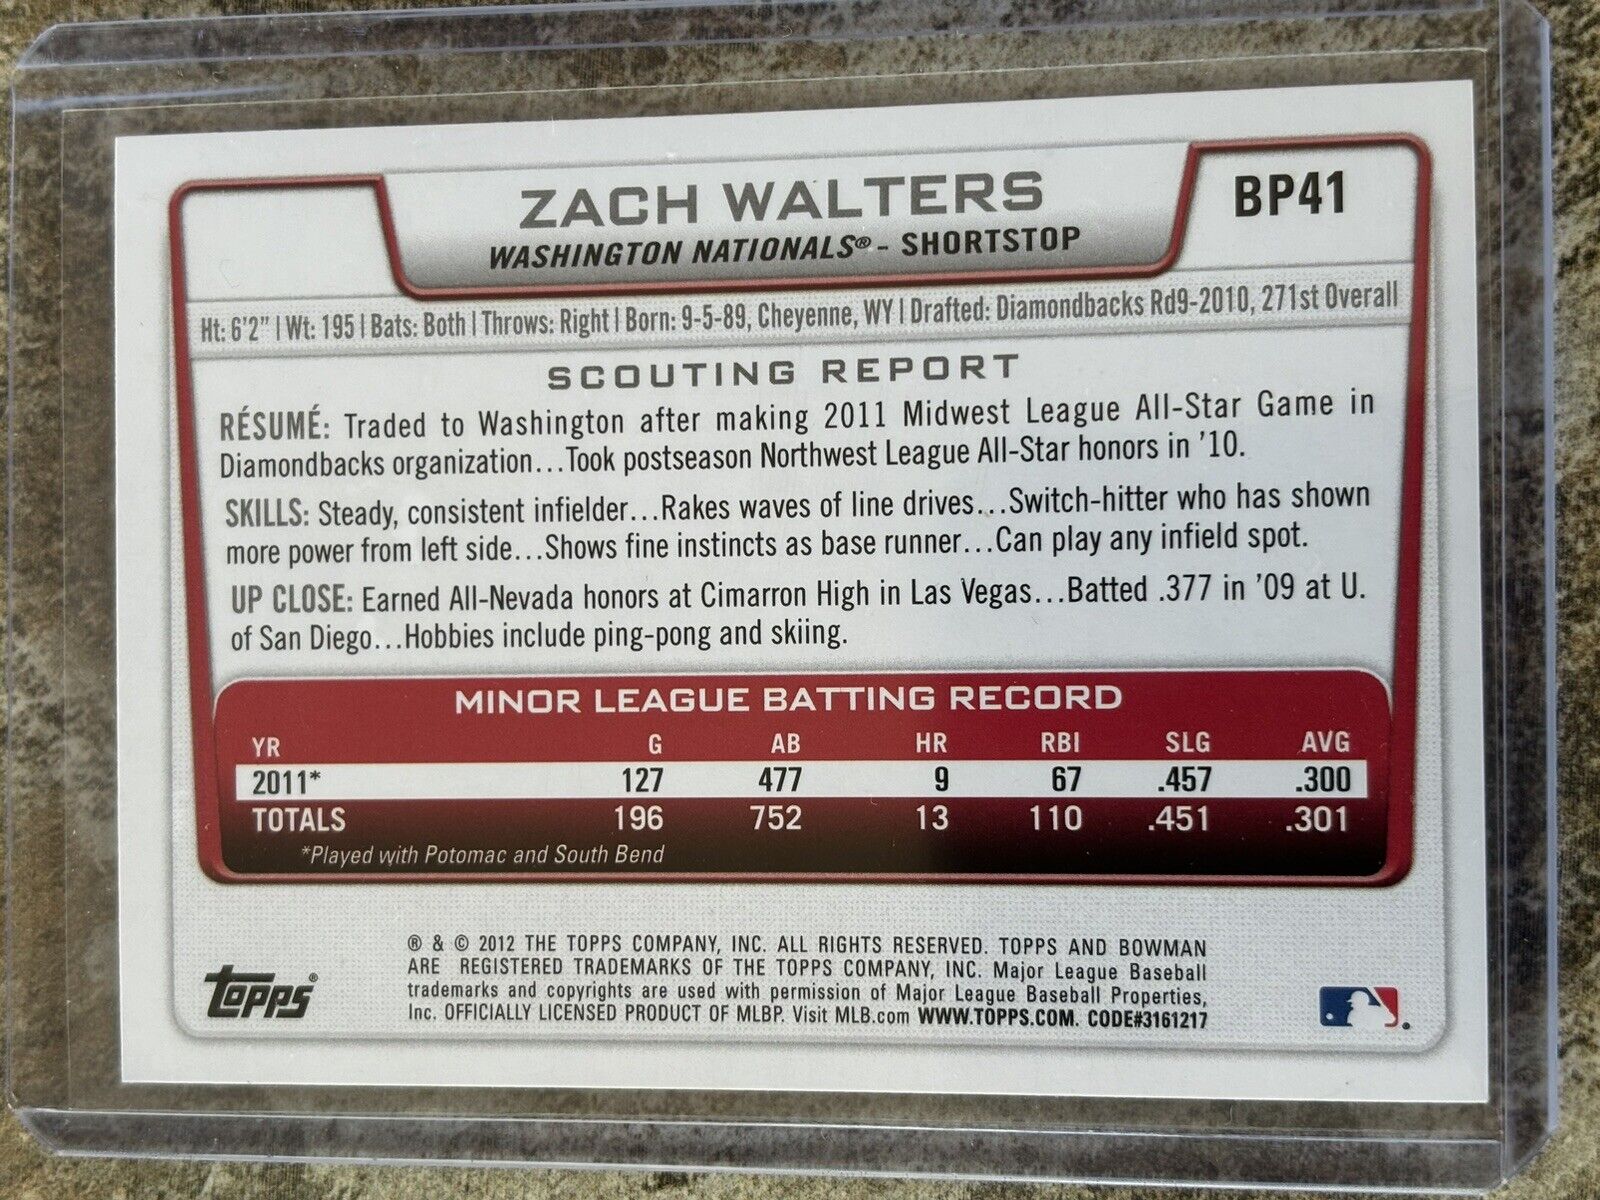 ZACH WALTERS
BP41
WASHINGTON NATIONALS® - SHORTSTOP
Ht: 6'2" | Wt: 195 | Bats: Both | Throws: Right | Born: 9-5-89, Cheyenne, WY | Drafted: Diamondbacks Rd9-2010, 271st Overall
SCOUTING REPORT
RÉSUMÉ: Traded to Washington after making 2011 Midwest League All-Star Game in
Diamondbacks organization...Took postseason Northwest League All-Star honors in '10.
SKILLS: Steady, consistent infielder...Rakes waves of line drives...Switch-hitter who has shown
more power from left side...Shows fine instincts as base runner...Can play any infield spot.
UP CLOSE: Earned All-Nevada honors at Cimarron High in Las Vegas...Batted .377 in '09 at U.
of San Diego...Hobbies include ping-pong and skiing.
MINOR LEAGUE BATTING RECORD
YR G AB HR RBI SLG AVG
2011* 127 477 9 67 .457 .300
TOTALS 196 752 13 110 .451 .301
*Played with Potomac and South Bend
® & © 2012 THE TOPPS COMPANY, INC. ALL RIGHTS RESERVED. TOPPS AND BOWMAN
ARE REGISTERED TRADEMARKS OF THE TOPPS COMPANY, INC. Major League Baseball
trademarks and copyrights are used with permission of Major League Baseball Properties,
Inc. OFFICIALLY LICENSED PRODUCT OF MLBP. Visit MLB.com WWW.TOPPS.COM. CODE#3161217
Topps®